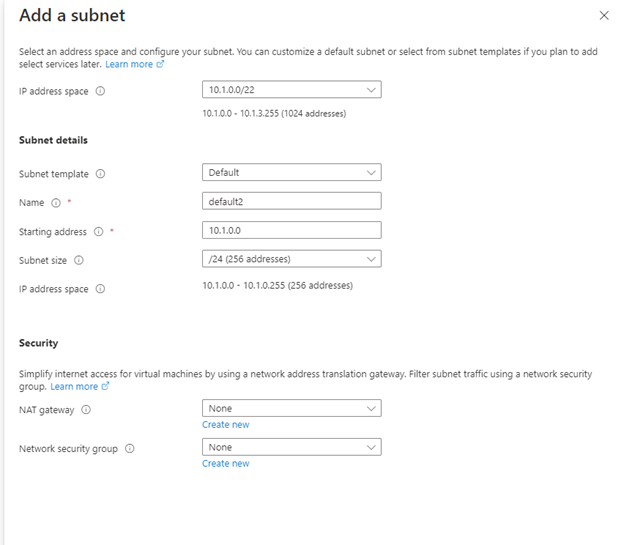 Add a subnet
Select an address space and configure your subnet. You can customize a default subnet or select from subnet templates if you plan to add
select services later. Learn more
IP address space
10.1.0.0/22
10.1.0.0 - 10.1.3.255 (1024 addresses)
Subnet details
Subnet template
Default
Name *
default2
Starting address *
10.1.0.0
Subnet size
/24 (256 addresses)
IP address space
10.1.0.0 - 10.1.0.255 (256 addresses)
Security
Simplify internet access for virtual machines by using a network address translation gateway. Filter subnet traffic using a network security
group. Learn more
NAT gateway
None
Create new
Network security group
None
Create new